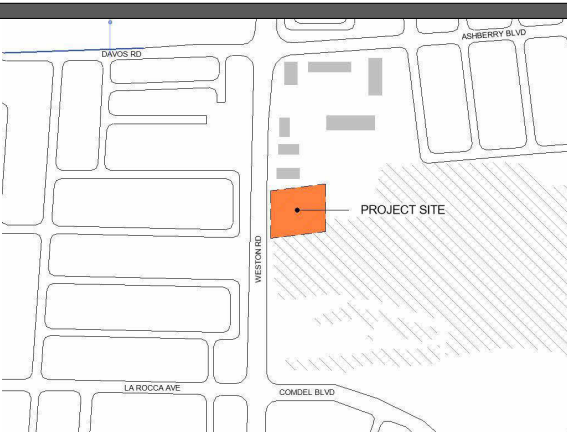 ASHBERRY BLVD
DAVOS RD
PROJECT SITE
WESTON RD
LA ROCCA AVE
COMDEL BLVD